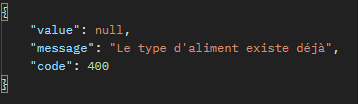 {
    "value": null,
    "message": "Le type d'aliment existe déjà",
    "code": 400
}